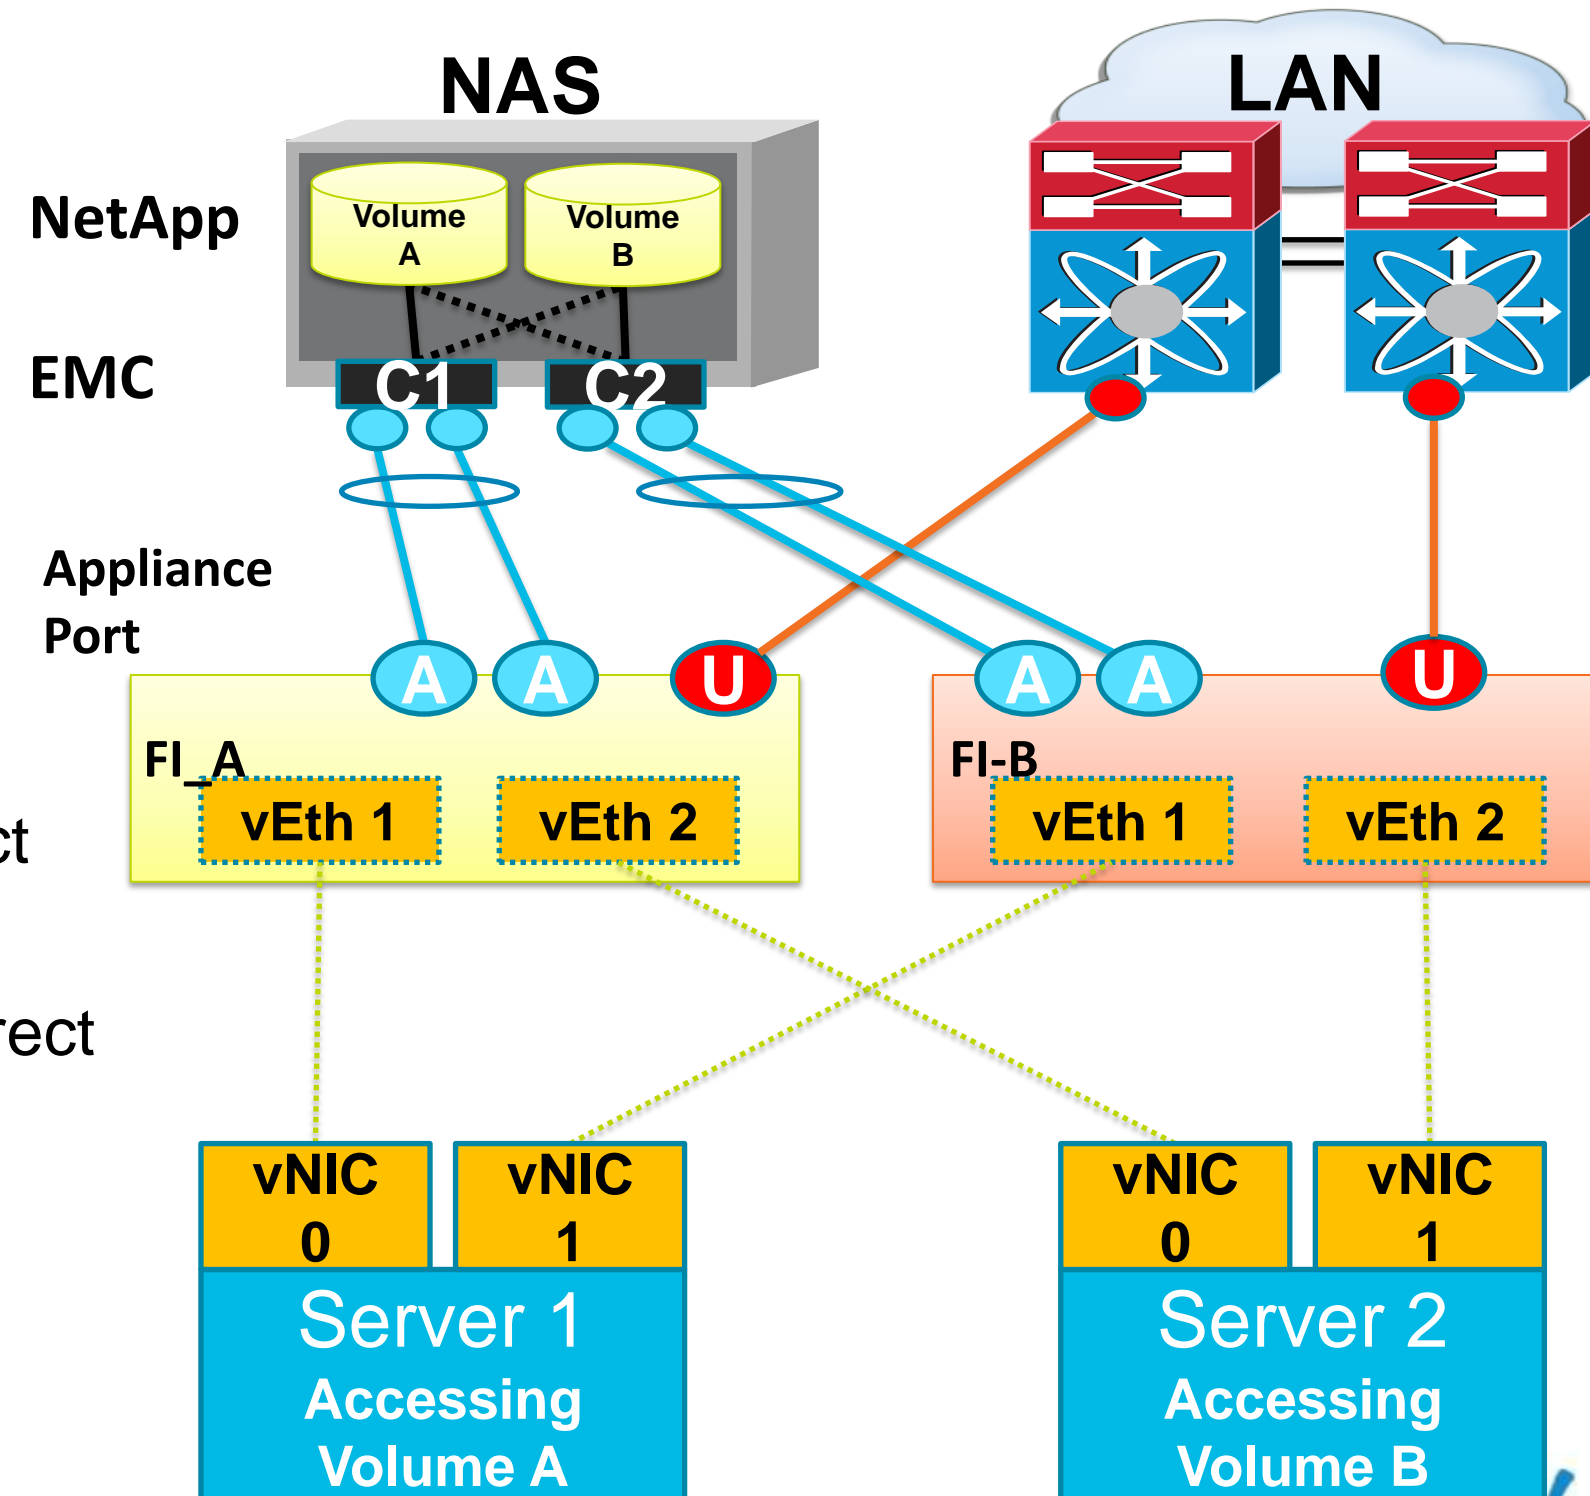 NAS
LAN
NetApp
Volume
A
Volume
B
EMC
C1
C2
Appliance
Port
A
A
U
A
A
U
FI_A
FI-B
vEth 1
vEth 2
vEth 1
vEth 2
ct
rect
vNIC
0
vNIC
1
vNIC
0
vNIC
1
Server 1
Accessing
Volume A
Server 2
Accessing
Volume B